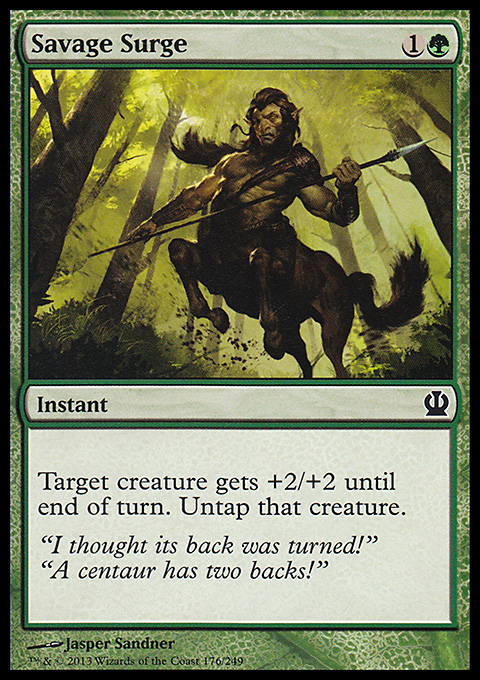 Savage Surge 1
Instant
Target creature gets +2/+2 until
end of turn. Untap that creature.
“I thought its back was turned!”
“A centaur has two backs!”
Jasper Sandner
™ & © 2013 Wizards of the Coast 176/249